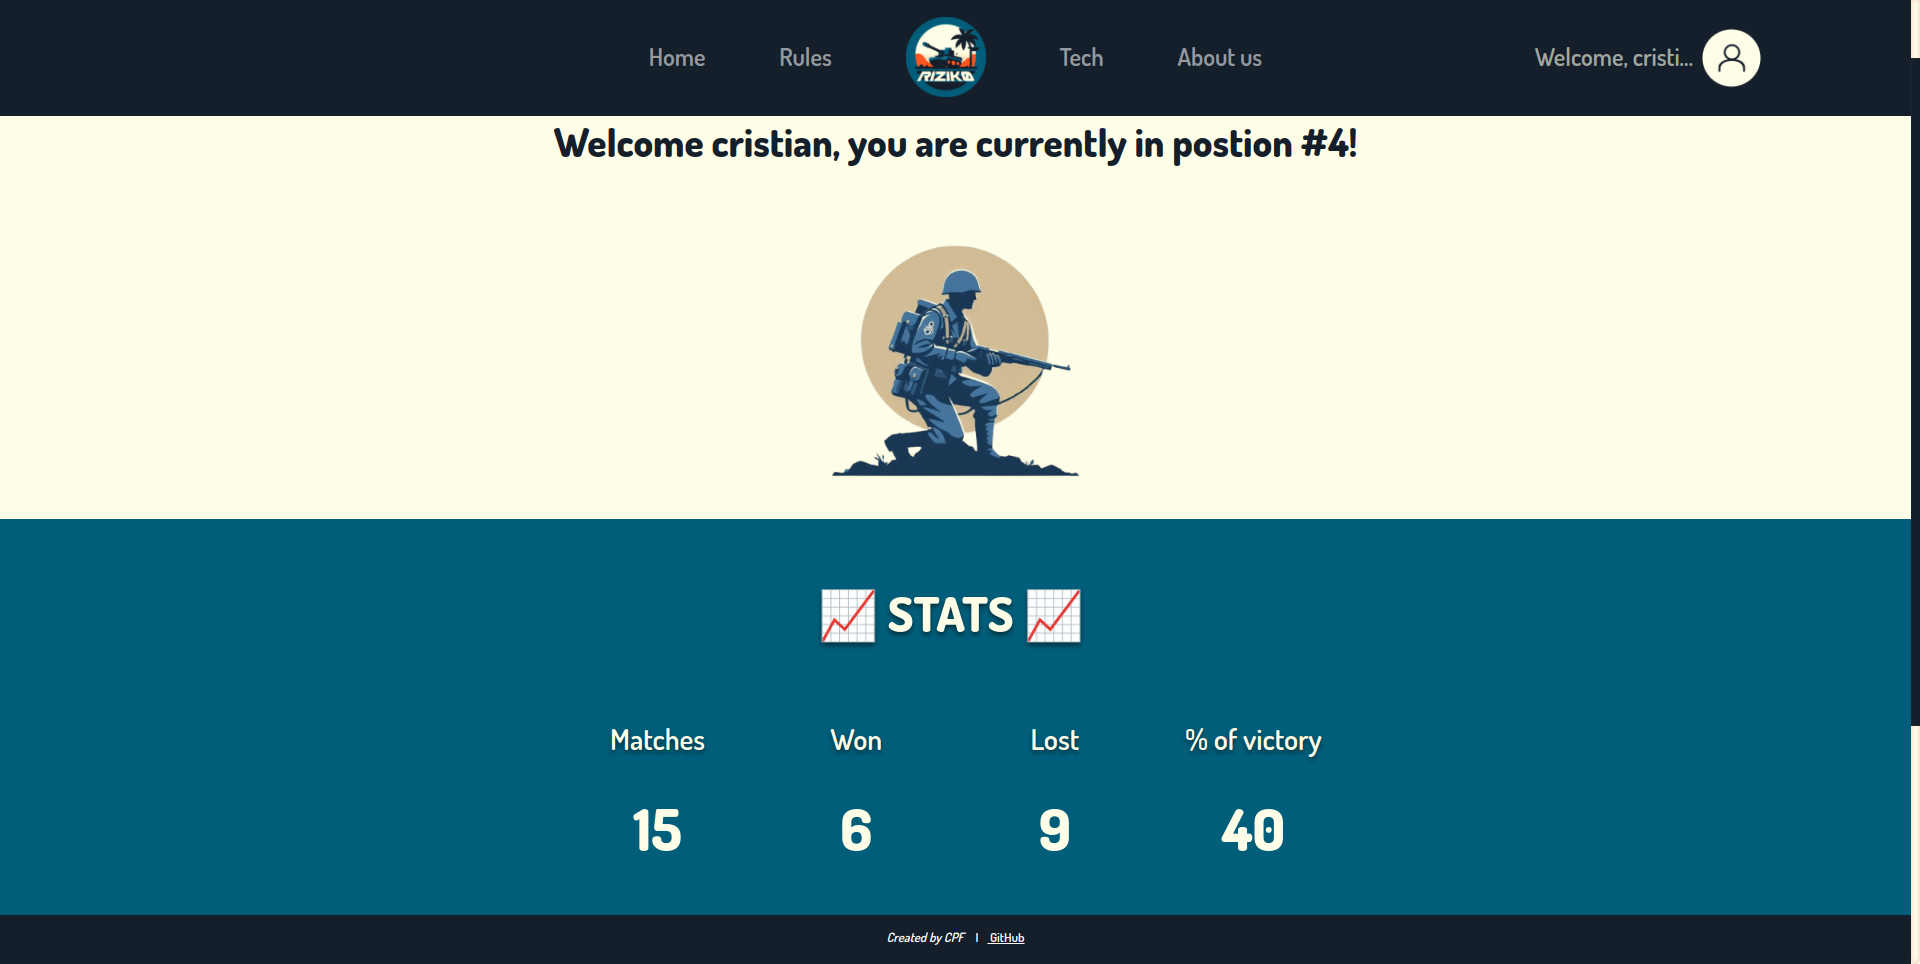 Home Rules RIZIKO Tech About us Welcome, cristi...
Welcome cristian, you are currently in postion #4!
📈 STATS 📈
Matches Won Lost % of victory
15 6 9 40
Created by CPF | GitHub